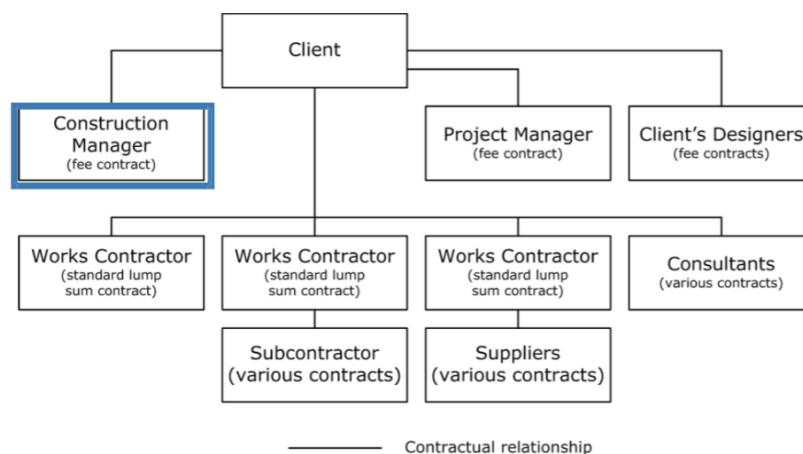 Client
Construction
Manager
(fee contract)
Project Manager
(fee contract)
Client's Designers
(fee contracts)
Works Contractor
(standard lump
sum contract)
Works Contractor
(standard lump
sum contract)
Works Contractor
(standard lump
sum contract)
Consultants
(various contracts)
Subcontractor
(various contracts)
Suppliers
(various contracts)
Contractual relationship